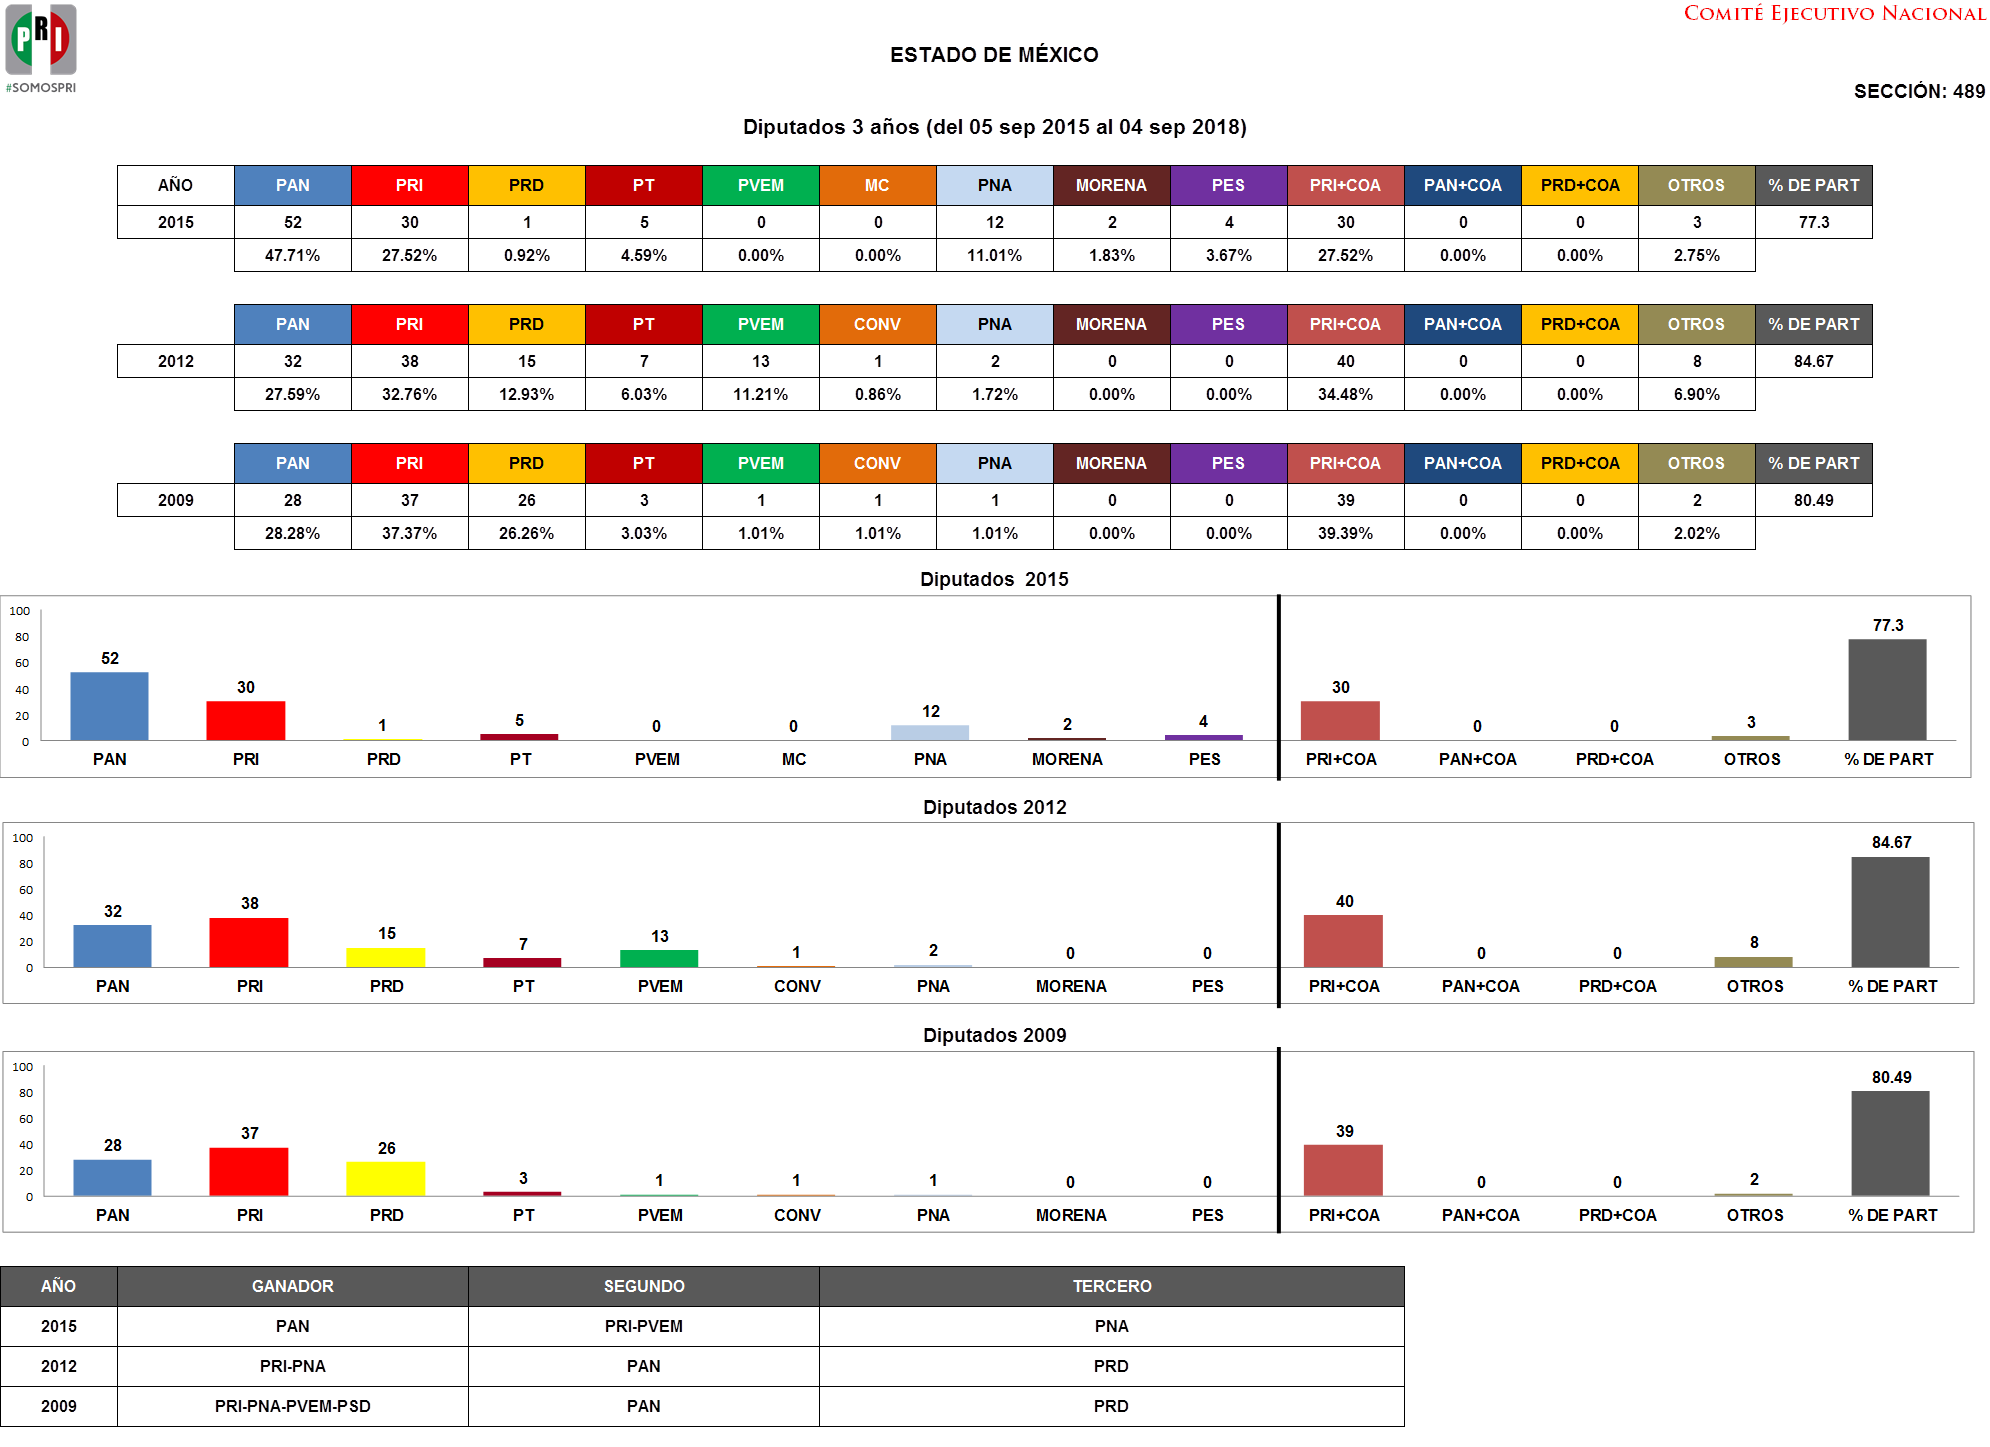 PRI
#SOMOSPRI
COMITÉ EJECUTIVO NACIONAL
ESTADO DE MÉXICO
SECCIÓN: 489
Diputados 3 años (del 05 sep 2015 al 04 sep 2018)
AÑO PAN PRI PRD PT PVEM MC PNA MORENA PES PRI+COA PAN+COA PRD+COA OTROS % DE PART
2015 52 30 1 5 0 0 12 2 4 30 0 0 3 77.3
47.71% 27.52% 0.92% 4.59% 0.00% 0.00% 11.01% 1.83% 3.67% 27.52% 0.00% 0.00% 2.75%
PAN PRI PRD PT PVEM CONV PNA MORENA PES PRI+COA PAN+COA PRD+COA OTROS % DE PART
2012 32 38 15 7 13 1 2 0 0 40 0 0 8 84.67
27.59% 32.76% 12.93% 6.03% 11.21% 0.86% 1.72% 0.00% 0.00% 34.48% 0.00% 0.00% 6.90%
PAN PRI PRD PT PVEM CONV PNA MORENA PES PRI+COA PAN+COA PRD+COA OTROS % DE PART
2009 28 37 26 3 1 1 1 0 0 39 0 0 2 80.49
28.28% 37.37% 26.26% 3.03% 1.01% 1.01% 1.01% 0.00% 0.00% 39.39% 0.00% 0.00% 2.02%
Diputados 2015
100
80
60
40
20
0
52 30 1 5 0 0 12 2 4 30 0 0 3 77.3
PAN PRI PRD PT PVEM MC PNA MORENA PES PRI+COA PAN+COA PRD+COA OTROS % DE PART
Diputados 2012
100
80
60
40
20
0
32 38 15 7 13 1 2 0 0 40 0 0 8 84.67
PAN PRI PRD PT PVEM CONV PNA MORENA PES PRI+COA PAN+COA PRD+COA OTROS % DE PART
Diputados 2009
100
80
60
40
20
0
28 37 26 3 1 1 1 0 0 39 0 0 2 80.49
PAN PRI PRD PT PVEM CONV PNA MORENA PES PRI+COA PAN+COA PRD+COA OTROS % DE PART
AÑO GANADOR SEGUNDO TERCERO
2015 PAN PRI-PVEM PNA
2012 PRI-PNA PAN PRD
2009 PRI-PNA-PVEM-PSD PAN PRD